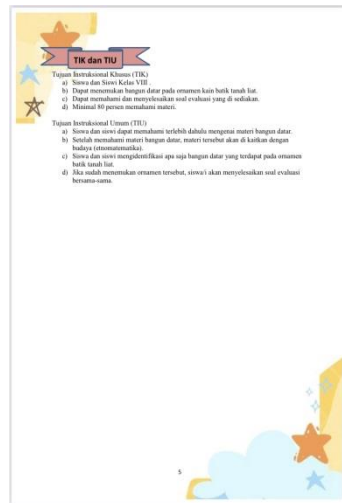 TIK dan TIU
Tujuan Instruksional Khusus (TIK)
a) Siswa dan Siswi Kelas VIII .
b) Dapat menemukan bangun datar pada ornamen kain batik tanah liat.
c) Dapat memahami dan menyelesaikan soal evaluasi yang di sediakan.
d) Minimal 80 persen memahami materi.
Tujuan Instruksional Umum (TIU)
a) Siswa dan siswi dapat memahami terlebih dahulu mengenai materi bangun datar.
b) Setelah memahami materi bangun datar, materi tersebut akan di kaitkan dengan
budaya (etnomatematika).
c) Siswa dan siswi mengidentifikasi apa saja bangun datar yang terdapat pada ornamen
batik tanah liat.
d) Jika sudah menemukan ornamen tersebut, siswa/i akan menyelesaikan soal evaluasi
bersama-sama.
5